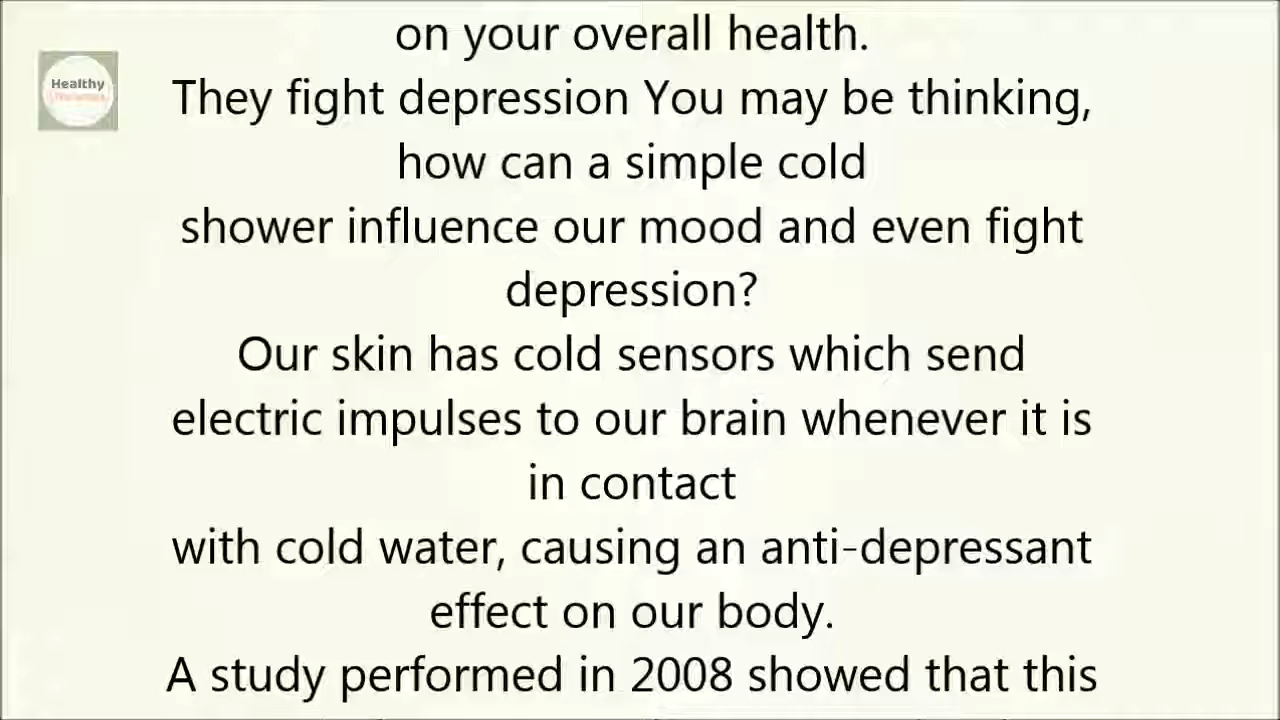 on your overall health.
Healthy
They fight depression You may be thinking,
how can a simple cold
shower influence our mood and even fight
depression?
Our skin has cold sensors which send
electric impulses to our brain whenever it is
in contact
with cold water, causing an anti-depressant
effect on our body.
A study performed in 2008 showed that this